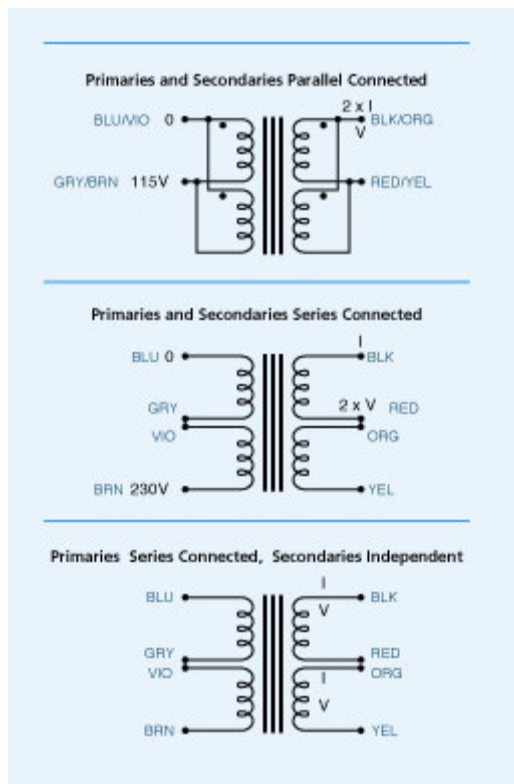 Primaries and Secondaries Parallel Connected
2 x I
BLU/VIO 0 V BLK/ORG
GRY/BRN 115V RED/YEL
Primaries and Secondaries Series Connected
I
BLU 0 BLK
GRY 2 x V RED
VIO ORG
BRN 230V YEL
Primaries Series Connected, Secondaries Independent
I
BLU V BLK
GRY RED
VIO I ORG
V
BRN YEL